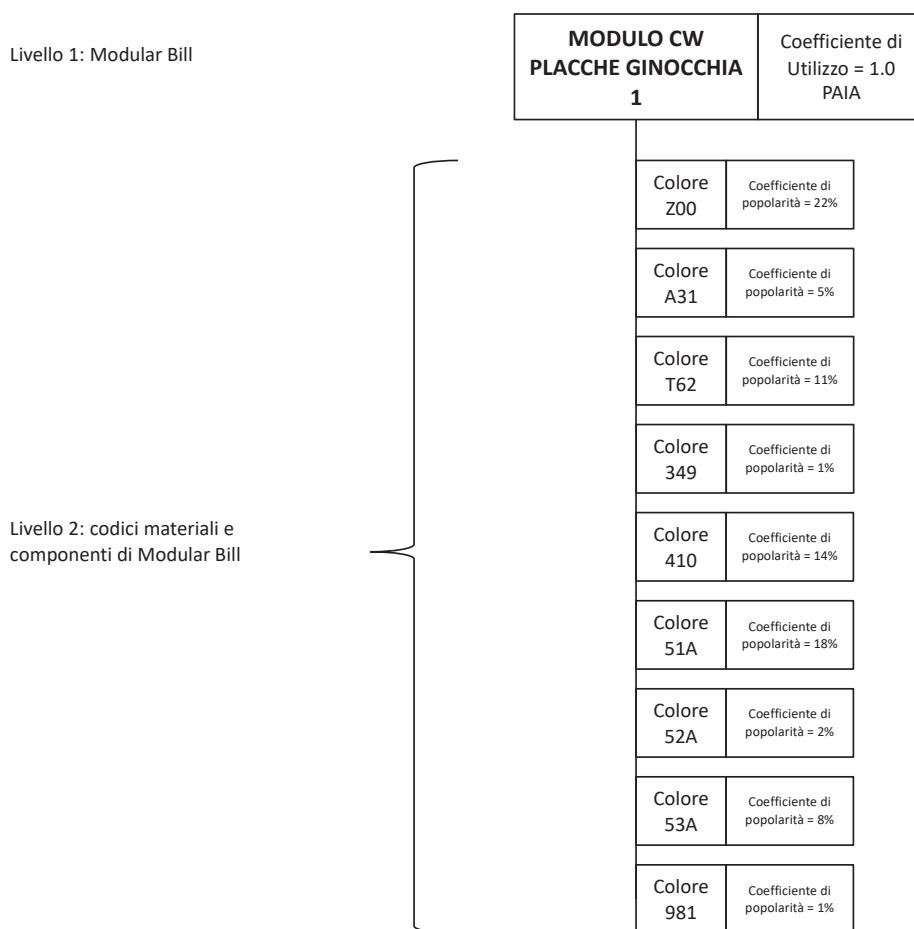 Livello 1: Modular Bill
MODULO CW
PLACCHE GINOCCHIA
1
Coefficiente di
Utilizzo = 1.0
PAIA
Colore
Z00
Coefficiente di
popolarità = 22%
Colore
A31
Coefficiente di
popolarità = 5%
Colore
T62
Coefficiente di
popolarità = 11%
Colore
349
Coefficiente di
popolarità = 1%
Livello 2: codici materiali e
componenti di Modular Bill
Colore
410
Coefficiente di
popolarità = 14%
Colore
51A
Coefficiente di
popolarità = 18%
Colore
52A
Coefficiente di
popolarità = 2%
Colore
53A
Coefficiente di
popolarità = 8%
Colore
981
Coefficiente di
popolarità = 1%